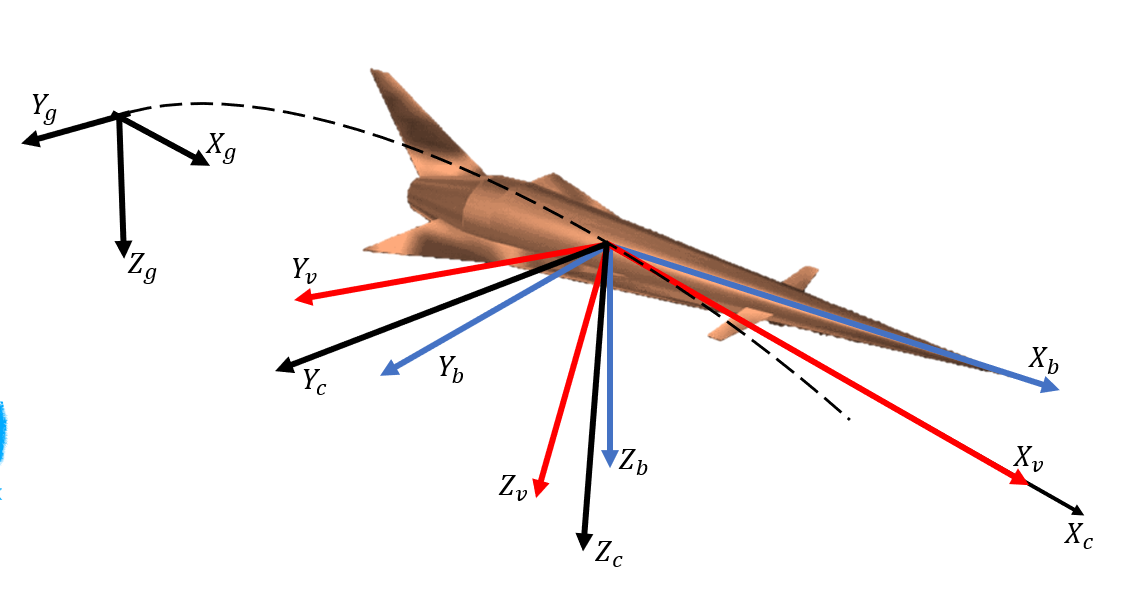 Y_g
X_g
Z_g
Y_v
Y_c
Y_b
X_b
X_v
Z_b
Z_v
X_c
Z_c